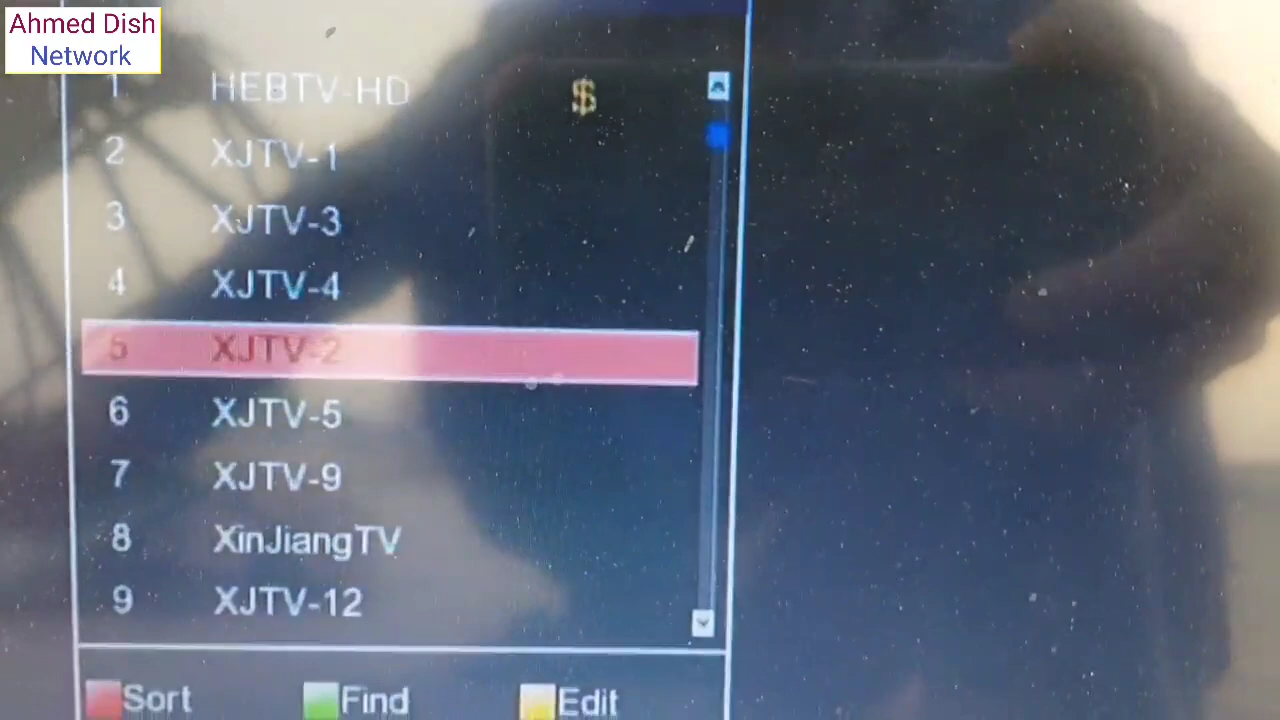 Ahmed Dish
Network
1 HEBTV-HD $
2 XJTV-1
3 XJTV-3
4 XJTV-4
5 XJTV-2
6 XJTV-5
7 XJTV-9
8 XinJiangTV
9 XJTV-12
Sort Find Edit